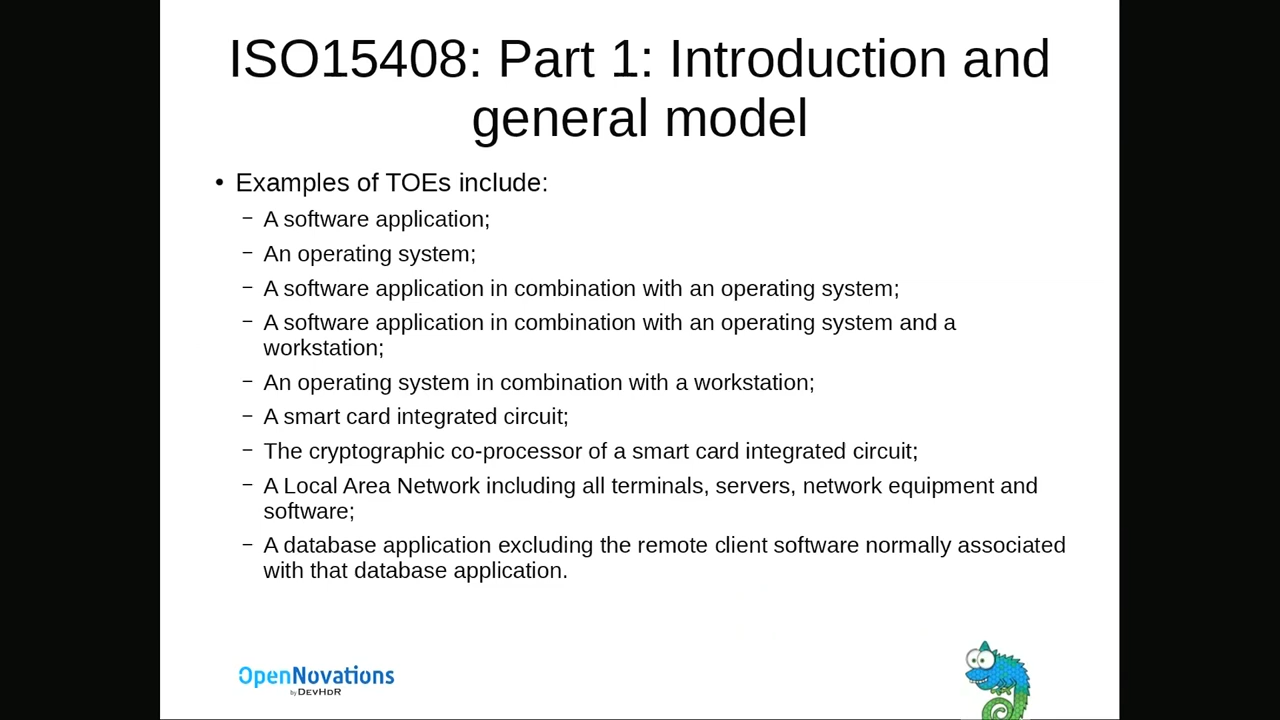 ISO15408: Part 1: Introduction and
general model
• Examples of TOEs include:
– A software application;
– An operating system;
– A software application in combination with an operating system;
– A software application in combination with an operating system and a
workstation;
– An operating system in combination with a workstation;
– A smart card integrated circuit;
– The cryptographic co-processor of a smart card integrated circuit;
– A Local Area Network including all terminals, servers, network equipment and
software;
– A database application excluding the remote client software normally associated
with that database application.
OpenNovations
by DEVHDR